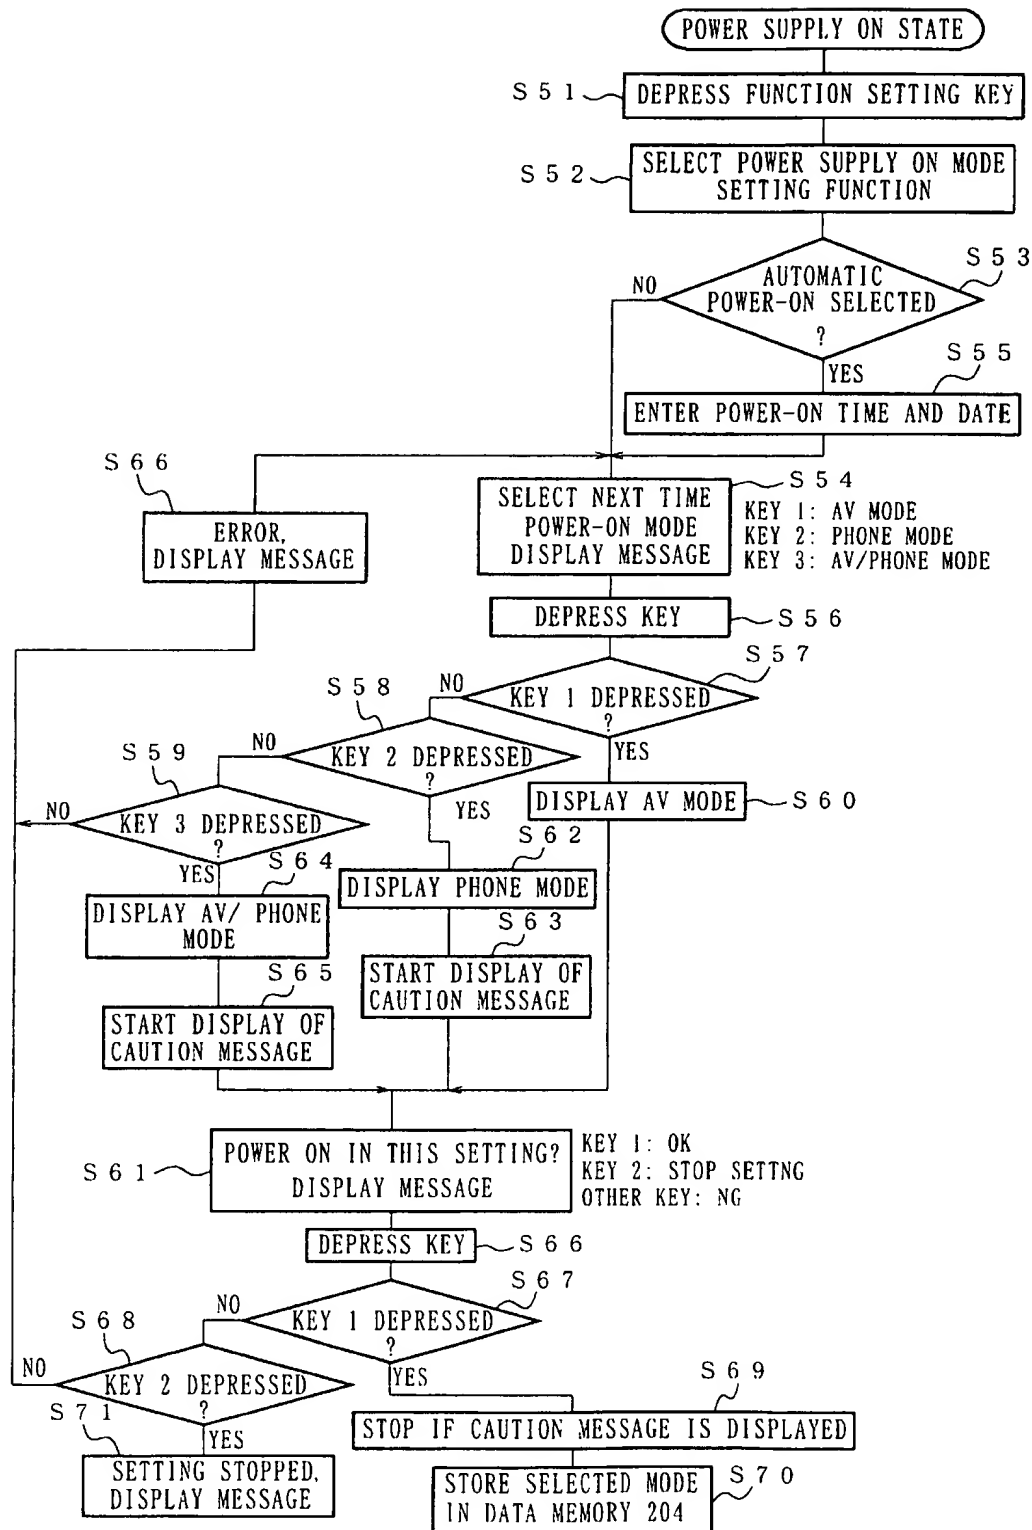 POWER SUPPLY ON STATE
S51
DEPRESS FUNCTION SETTING KEY
S52
SELECT POWER SUPPLY ON MODE
SETTING FUNCTION
S53
AUTOMATIC
POWER-ON SELECTED
?
NO
YES
S55
ENTER POWER-ON TIME AND DATE
S66
ERROR,
DISPLAY MESSAGE
S54
SELECT NEXT TIME
POWER-ON MODE
DISPLAY MESSAGE
KEY 1: AV MODE
KEY 2: PHONE MODE
KEY 3: AV/PHONE MODE
DEPRESS KEY
S56
S57
KEY 1 DEPRESSED
?
NO
YES
S58
KEY 2 DEPRESSED
?
NO
YES
S59
KEY 3 DEPRESSED
?
NO
YES
DISPLAY AV MODE
S60
S62
DISPLAY PHONE MODE
S63
START DISPLAY OF
CAUTION MESSAGE
S64
DISPLAY AV/ PHONE
MODE
S65
START DISPLAY OF
CAUTION MESSAGE
S61
POWER ON IN THIS SETTING?
DISPLAY MESSAGE
KEY 1: OK
KEY 2: STOP SETTNG
OTHER KEY: NG
DEPRESS KEY
S66
S67
KEY 1 DEPRESSED
?
NO
YES
S68
KEY 2 DEPRESSED
?
NO
YES
S71
SETTING STOPPED,
DISPLAY MESSAGE
S69
STOP IF CAUTION MESSAGE IS DISPLAYED
S70
STORE SELECTED MODE
IN DATA MEMORY 204